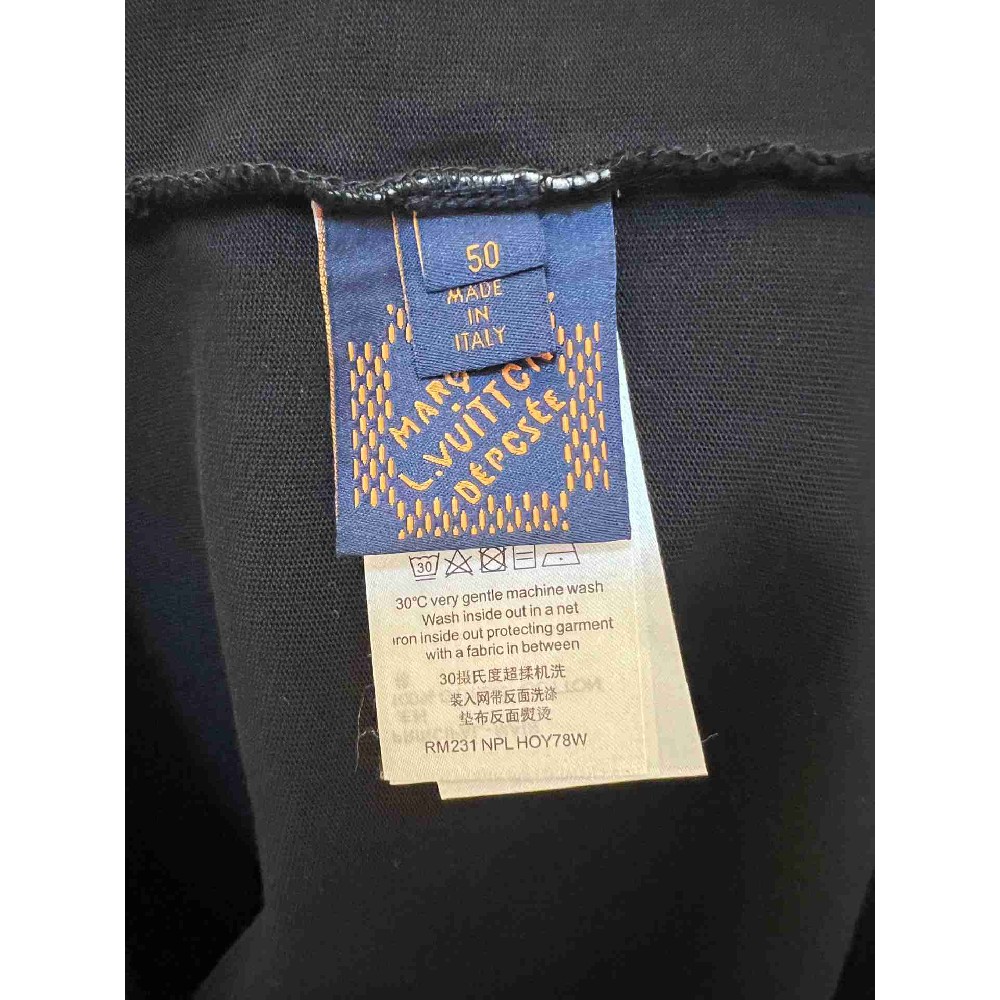 50
MADE
IN
ITALY
MARQ
L.VUITTON
DÉPOSÉE
30
30°C very gentle machine wash
Wash inside out in a net
Iron inside out protecting garment
with a fabric in between
30摄氏度超揉机洗
装入网带反面洗涤
垫布反面熨烫
RM231 NPL HOY78W